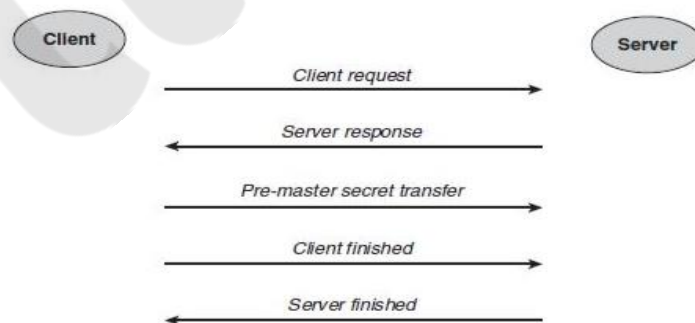 Client
Server
Client request
Server response
Pre-master secret transfer
Client finished
Server finished